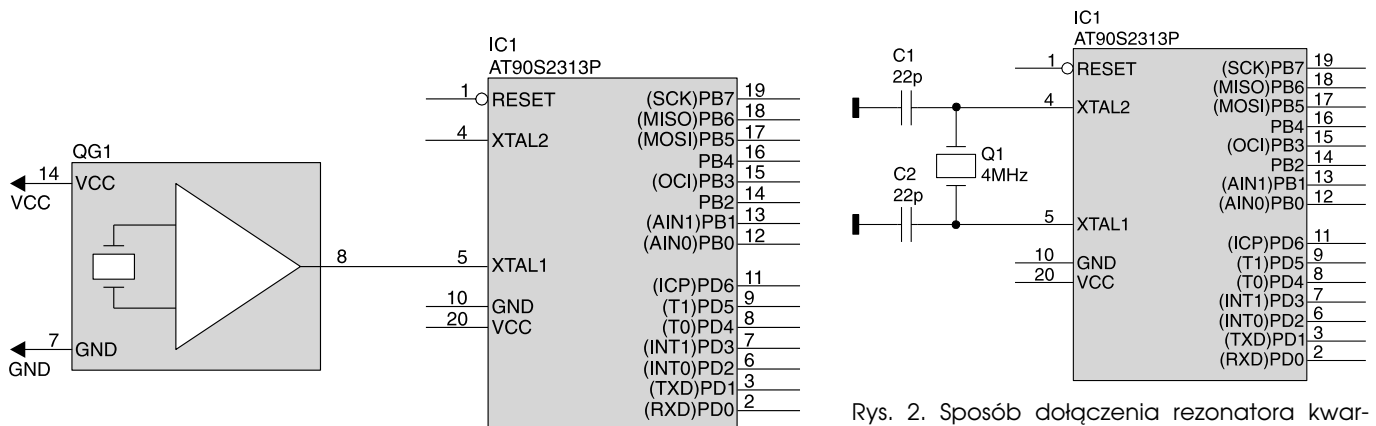 IC1
AT90S2313P
1 RESET
4 XTAL2
5 XTAL1
10 GND
20 VCC
(SCK)PB7 19
(MISO)PB6 18
(MOSI)PB5 17
PB4 16
(OCI)PB3 15
PB2 14
(AIN1)PB1 13
(AIN0)PB0 12
(ICP)PD6 11
(T1)PD5 9
(T0)PD4 8
(INT1)PD3 7
(INT0)PD2 6
(TXD)PD1 3
(RXD)PD0 2
QG1
14 VCC
VCC
8
7 GND
GND
IC1
AT90S2313P
C1
22p
C2
22p
Q1
4MHz
1 RESET
4 XTAL2
5 XTAL1
10 GND
20 VCC
(SCK)PB7 19
(MISO)PB6 18
(MOSI)PB5 17
PB4 16
(OCI)PB3 15
PB2 14
(AIN1)PB1 13
(AIN0)PB0 12
(ICP)PD6 11
(T1)PD5 9
(T0)PD4 8
(INT1)PD3 7
(INT0)PD2 6
(TXD)PD1 3
(RXD)PD0 2
Rys. 2. Sposób dołączenia rezonatora kwar-